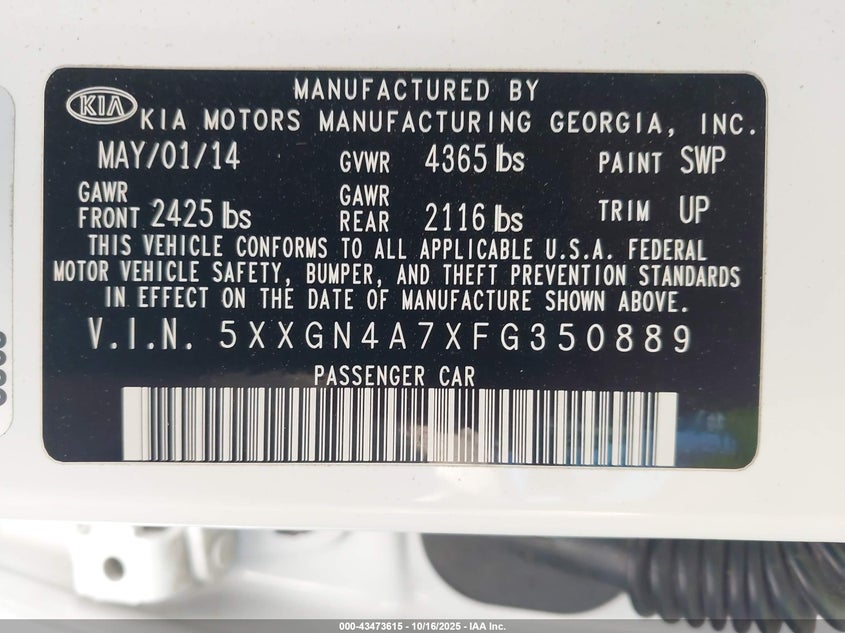 MANUFACTURED BY
KIA KIA MOTORS MANUFACTURING GEORGIA, INC.
MAY/01/14 GVWR 4365 lbs PAINT SWP
GAWR FRONT 2425 lbs GAWR REAR 2116 lbs TRIM UP
THIS VEHICLE CONFORMS TO ALL APPLICABLE U.S.A. FEDERAL
MOTOR VEHICLE SAFETY, BUMPER, AND THEFT PREVENTION STANDARDS
IN EFFECT ON THE DATE OF MANUFACTURE SHOWN ABOVE.
V.I.N. 5XXGN4A7XFG350889
PASSENGER CAR
000-43473615 - 10/16/2025 - IAA Inc.